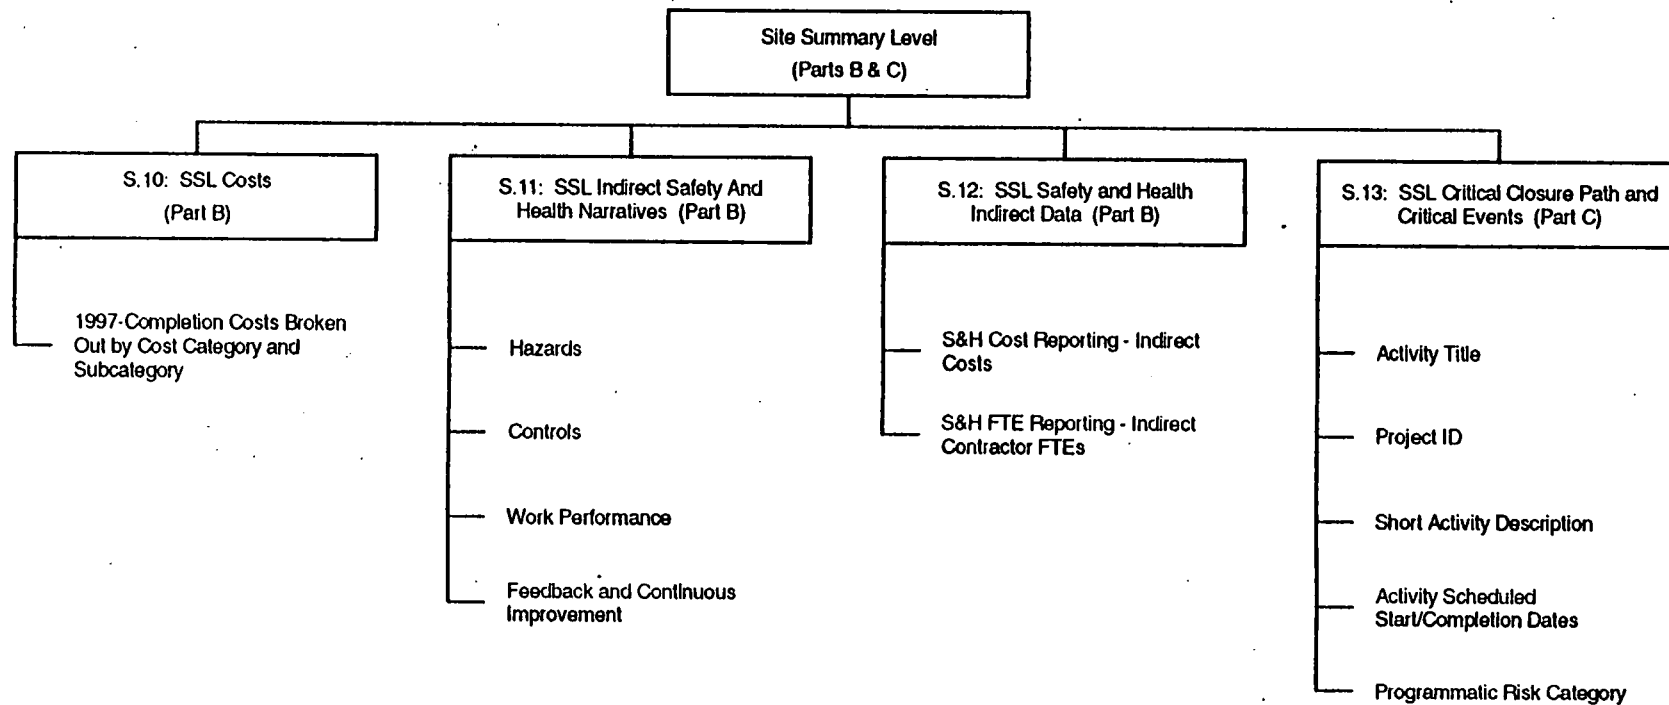 Site Summary Level
(Parts B & C)
S.10: SSL Costs
(Part B)
1997-Completion Costs Broken
Out by Cost Category and
Subcategory
S.11: SSL Indirect Safety And
Health Narratives (Part B)
Hazards
Controls
Work Performance
Feedback and Continuous
Improvement
S.12: SSL Safety and Health
Indirect Data (Part B)
S&H Cost Reporting - Indirect
Costs
S&H FTE Reporting - Indirect
Contractor FTEs
S.13: SSL Critical Closure Path and
Critical Events (Part C)
Activity Title
Project ID
Short Activity Description
Activity Scheduled
Start/Completion Dates
Programmatic Risk Category